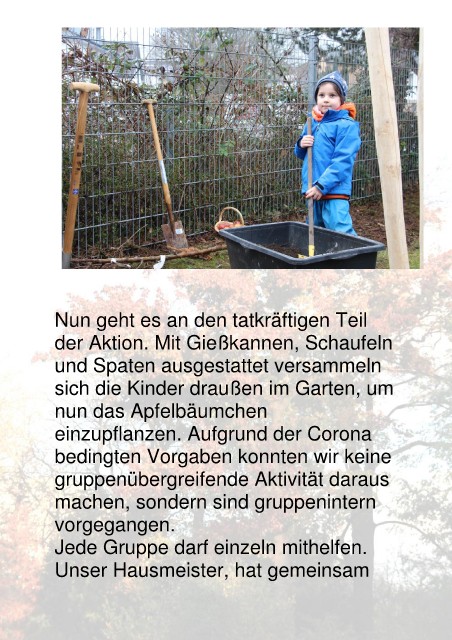 Nun geht es an den tatkräftigen Teil
der Aktion. Mit Gießkannen, Schaufeln
und Spaten ausgestattet versammeln
sich die Kinder draußen im Garten, um
nun das Apfelbäumchen
einzupflanzen. Aufgrund der Corona
bedingten Vorgaben konnten wir keine
gruppenübergreifende Aktivität daraus
machen, sondern sind gruppenintern
vorgegangen.
Jede Gruppe darf einzeln mithelfen.
Unser Hausmeister, hat gemeinsam